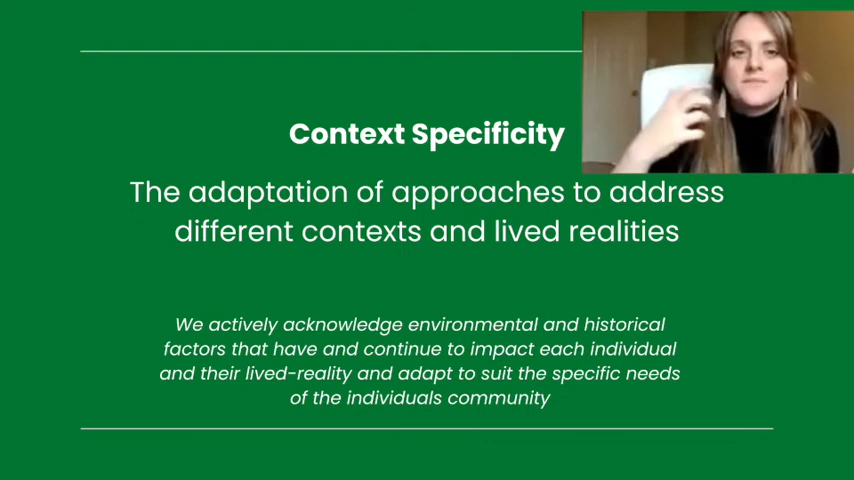 Context Specificity
The adaptation of approaches to address
different contexts and lived realities
We actively acknowledge environmental and historical
factors that have and continue to impact each individual
and their lived-reality and adapt to suit the specific needs
of the individuals community